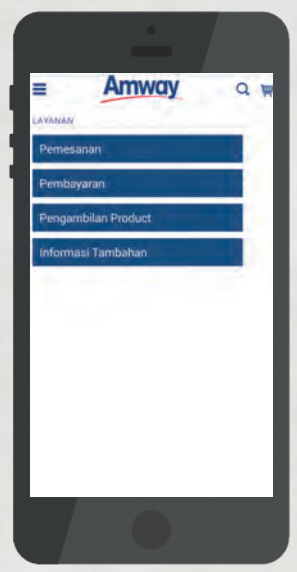 Amway
LAYANAN
Pemesanan
Pembayaran
Pengambilan Product
Informasi Tambahan